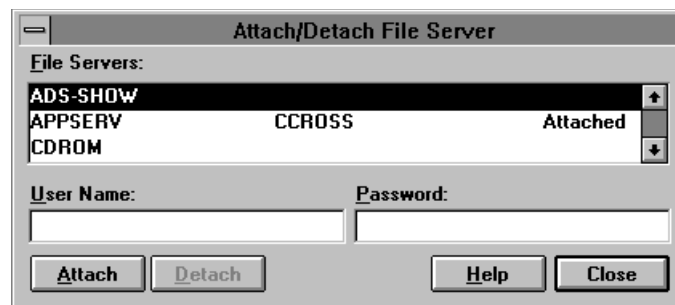 Attach/Detach File Server
File Servers:
ADS-SHOW
APPSERV CCROSS Attached
CDROM
User Name: Password:
Attach Detach Help Close